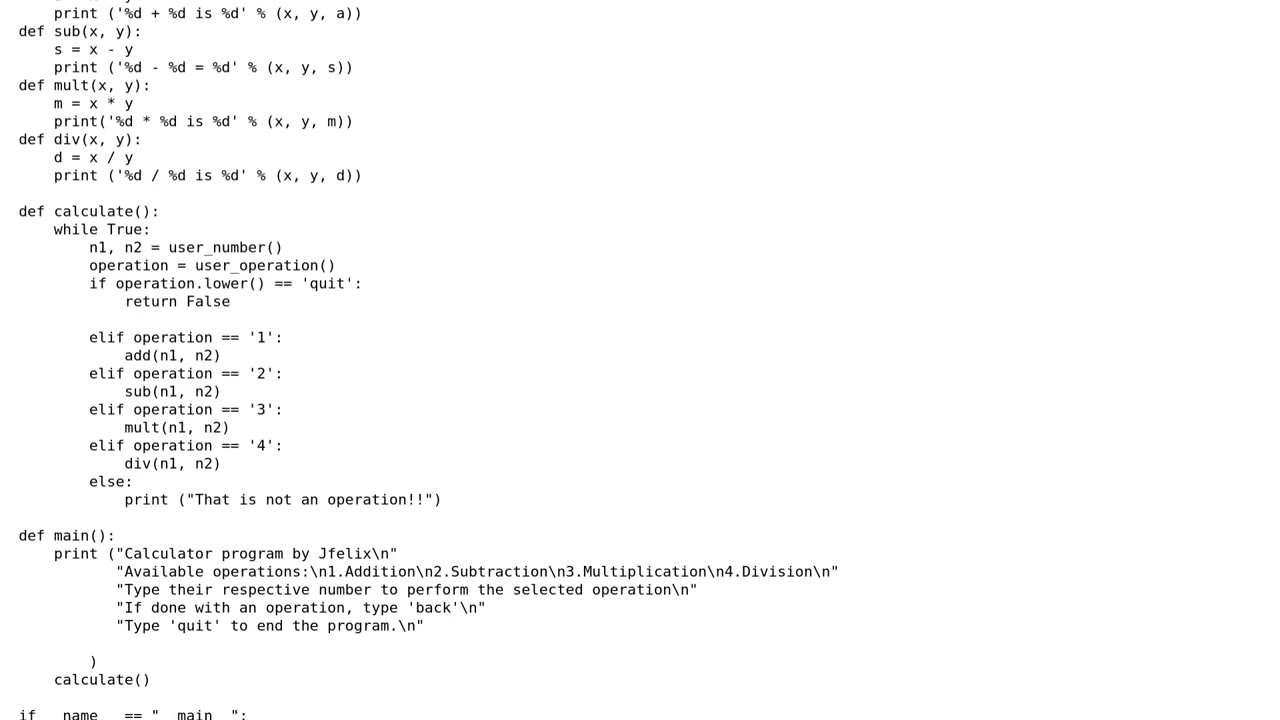 print ('%d + %d is %d' % (x, y, a))
def sub(x, y):
    s = x - y
    print ('%d - %d = %d' % (x, y, s))
def mult(x, y):
    m = x * y
    print('%d * %d is %d' % (x, y, m))
def div(x, y):
    d = x / y
    print ('%d / %d is %d' % (x, y, d))

def calculate():
    while True:
        n1, n2 = user_number()
        operation = user_operation()
        if operation.lower() == 'quit':
            return False

        elif operation == '1':
            add(n1, n2)
        elif operation == '2':
            sub(n1, n2)
        elif operation == '3':
            mult(n1, n2)
        elif operation == '4':
            div(n1, n2)
        else:
            print ("That is not an operation!!")

def main():
    print ("Calculator program by Jfelix\n"
           "Available operations:\n1.Addition\n2.Subtraction\n3.Multiplication\n4.Division\n"
           "Type their respective number to perform the selected operation\n"
           "If done with an operation, type 'back'\n"
           "Type 'quit' to end the program.\n"

        )
    calculate()

if __name__ == "__main__":